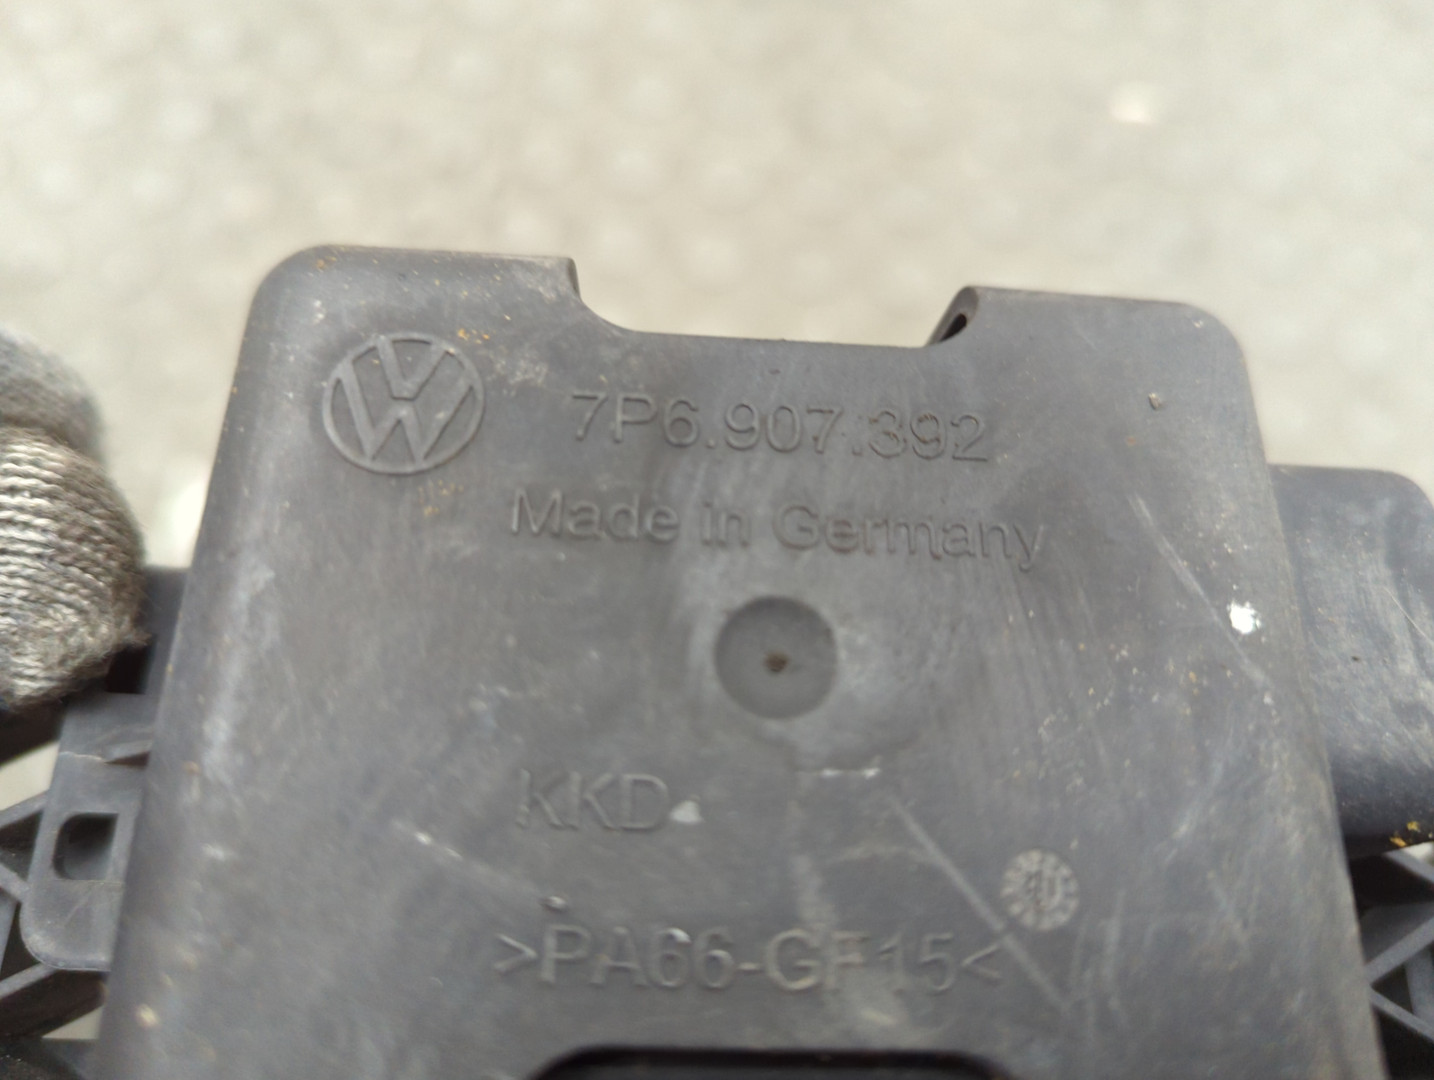 7P6.907.392
Made in Germany
KKD
>PA66-GF15<